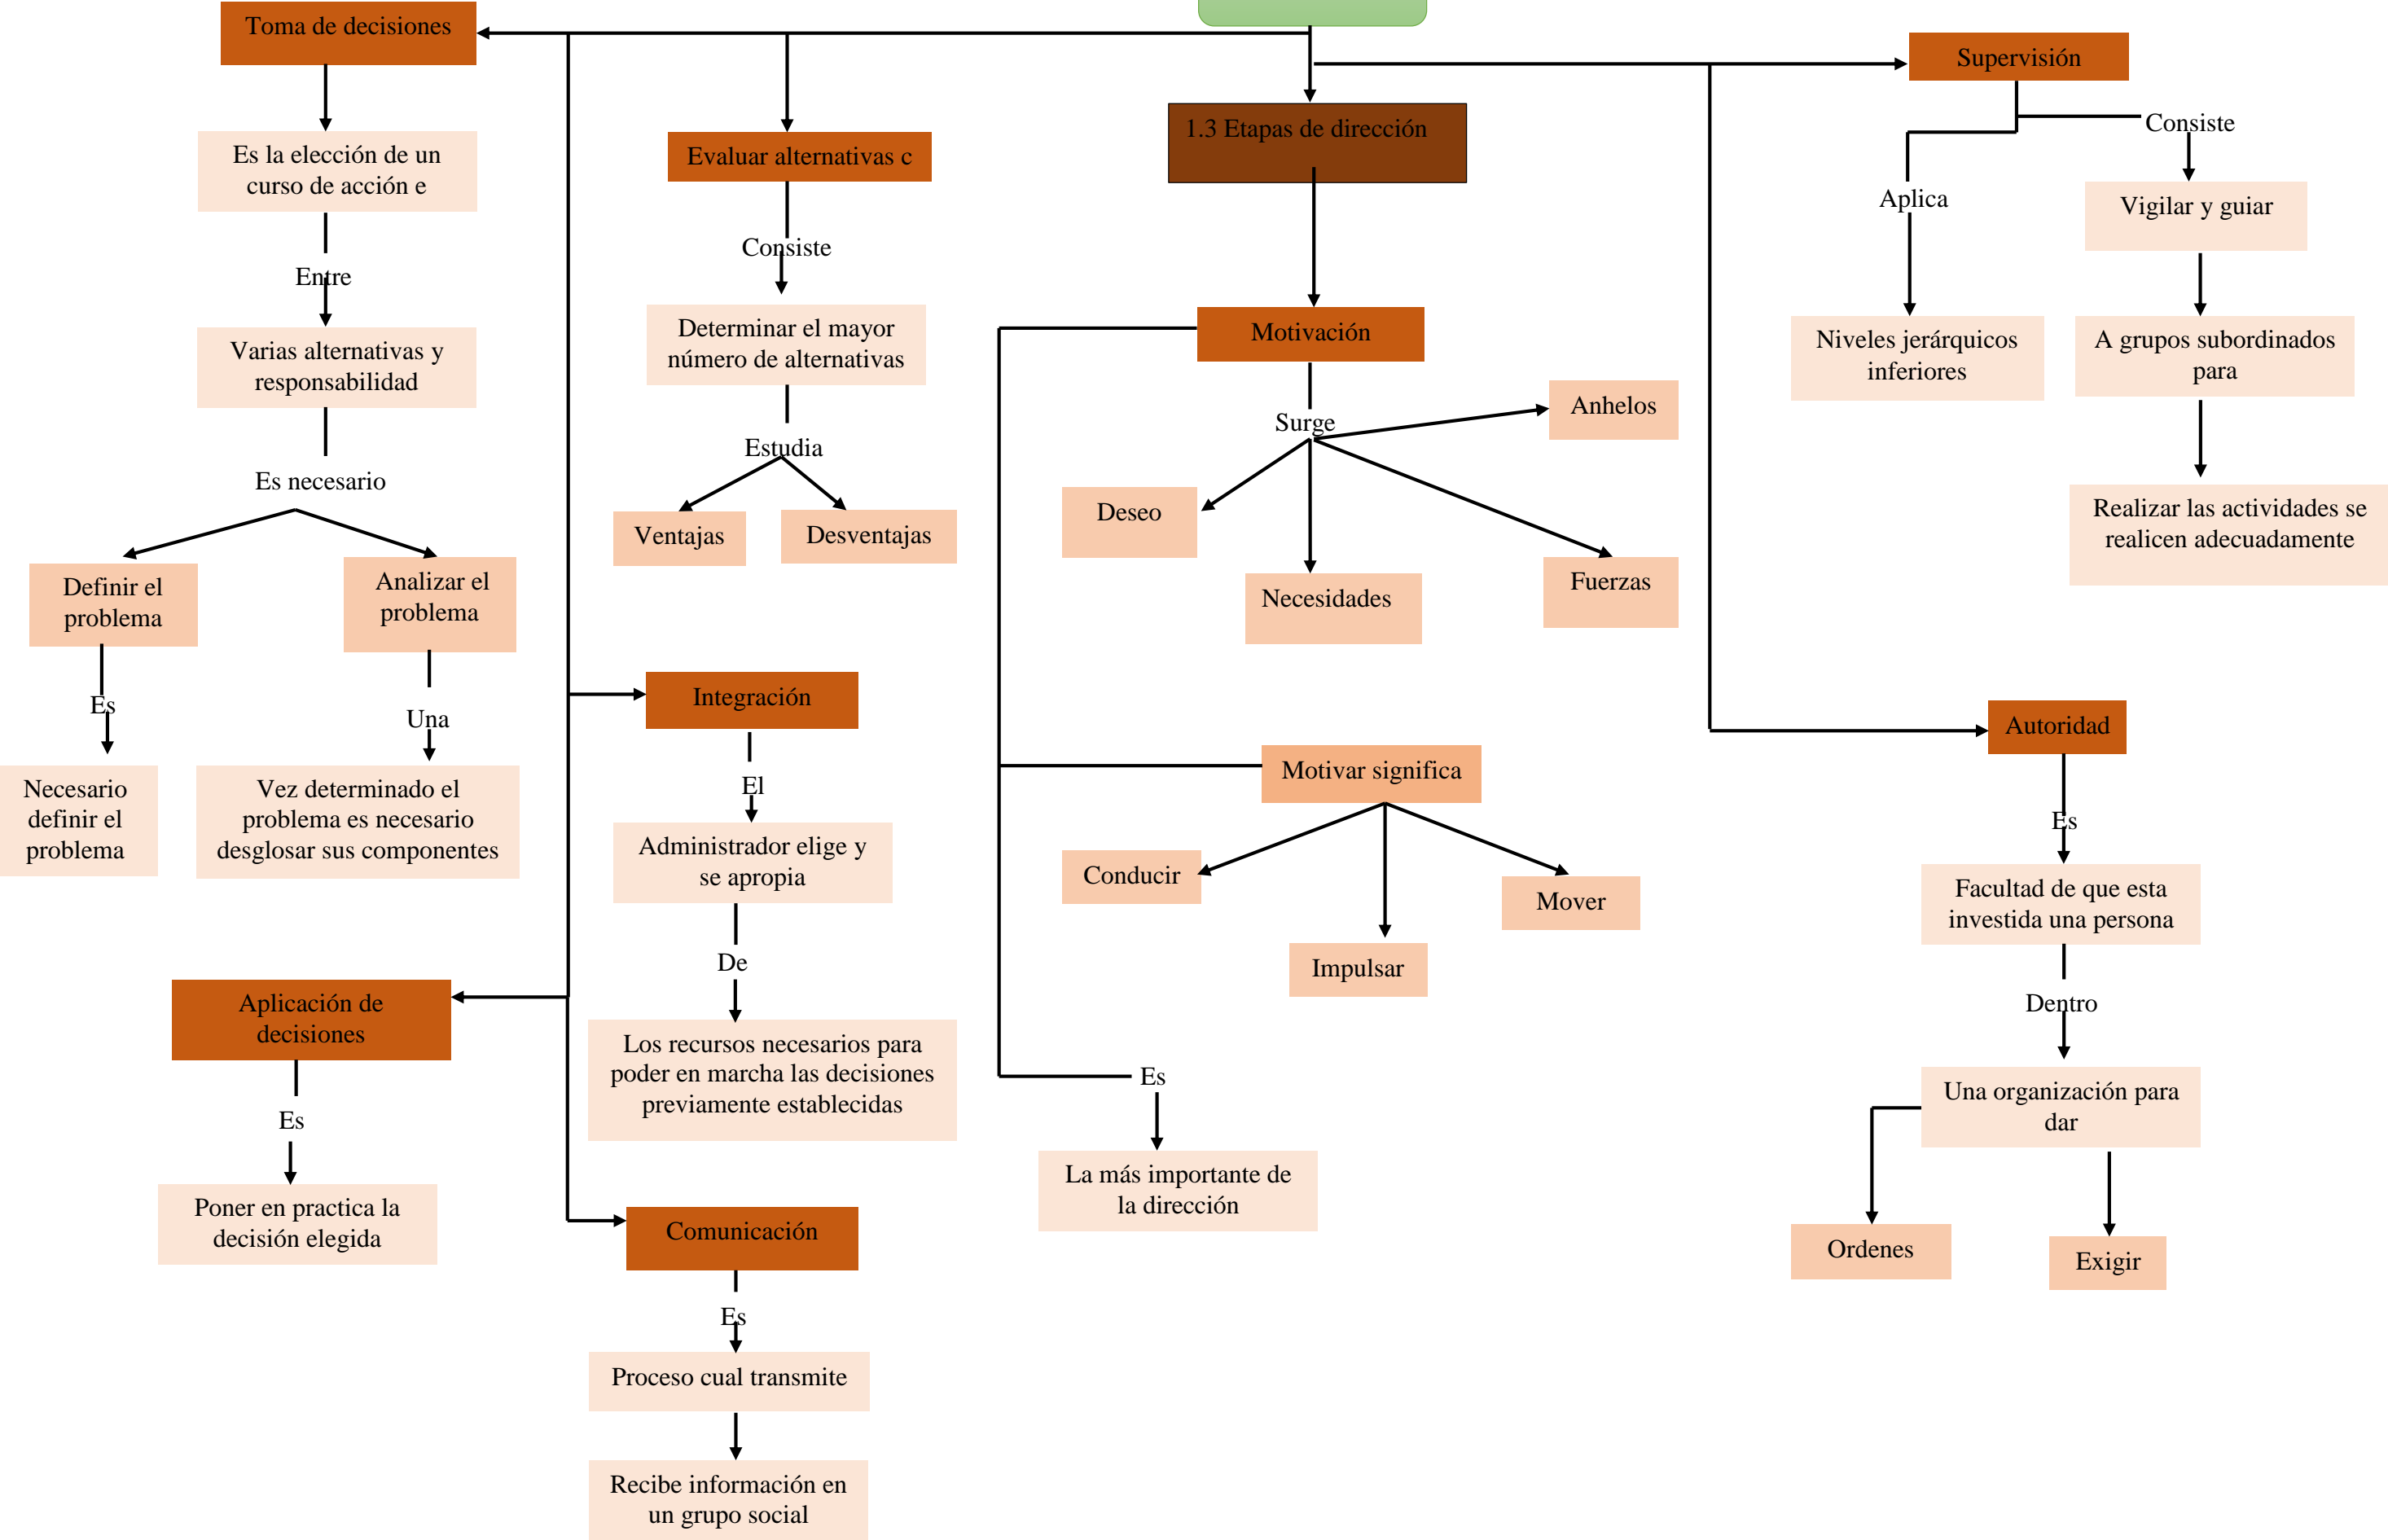 Toma de decisiones
Es la elección de un
curso de acción e
Entre
Varias alternativas y
responsabilidad
Es necesario
Definir el
problema
Es
Necesario
definir el
problema
Analizar el
problema
Una
Vez determinado el
problema es necesario
desglosar sus componentes
Aplicación de
decisiones
Es
Poner en practica la
decisión elegida
Evaluar alternativas c
Consiste
Determinar el mayor
número de alternativas
Estudia
Ventajas
Desventajas
Integración
El
Administrador elige y
se apropia
De
Los recursos necesarios para
poder en marcha las decisiones
previamente establecidas
Comunicación
Es
Proceso cual transmite
Recibe información en
un grupo social
1.3 Etapas de dirección
Motivación
Surge
Anhelos
Deseo
Necesidades
Fuerzas
Motivar significa
Conducir
Impulsar
Mover
Es
La más importante de
la dirección
Supervisión
Consiste
Aplica
Vigilar y guiar
Niveles jerárquicos
inferiores
A grupos subordinados
para
Realizar las actividades se
realicen adecuadamente
Autoridad
Es
Facultad de que esta
investida una persona
Dentro
Una organización para
dar
Ordenes
Exigir